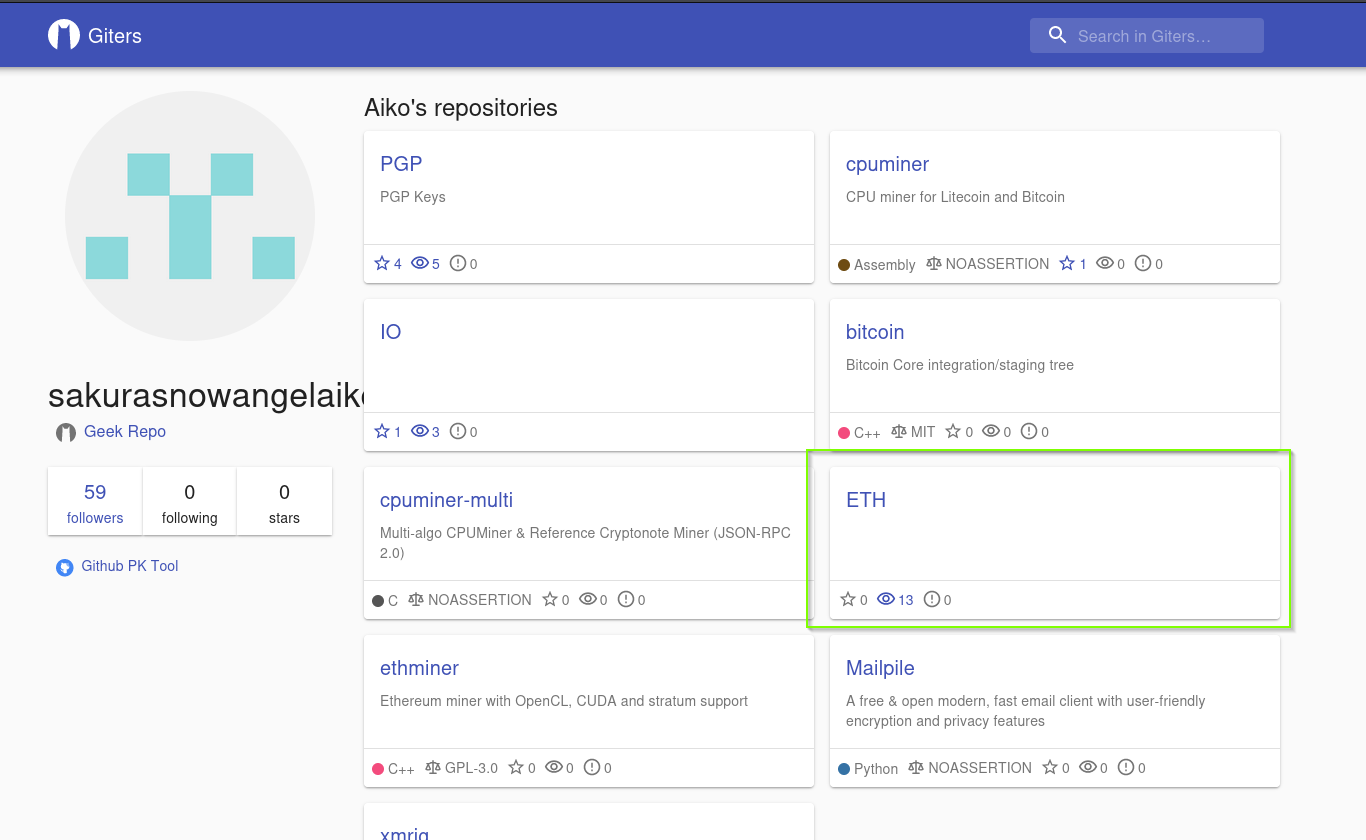 Giters
Search in Giters…
sakurasnowangelaik
Geek Repo
59
followers
0
following
0
stars
Github PK Tool
Aiko's repositories
PGP
PGP Keys
4 5 0
cpuminer
CPU miner for Litecoin and Bitcoin
Assembly NOASSERTION 1 0 0
IO
1 3 0
bitcoin
Bitcoin Core integration/staging tree
C++ MIT 0 0 0
cpuminer-multi
Multi-algo CPUMiner & Reference Cryptonote Miner (JSON-RPC
2.0)
C NOASSERTION 0 0 0
ETH
0 13 0
ethminer
Ethereum miner with OpenCL, CUDA and stratum support
C++ GPL-3.0 0 0 0
Mailpile
A free & open modern, fast email client with user-friendly
encryption and privacy features
Python NOASSERTION 0 0 0
xmrig